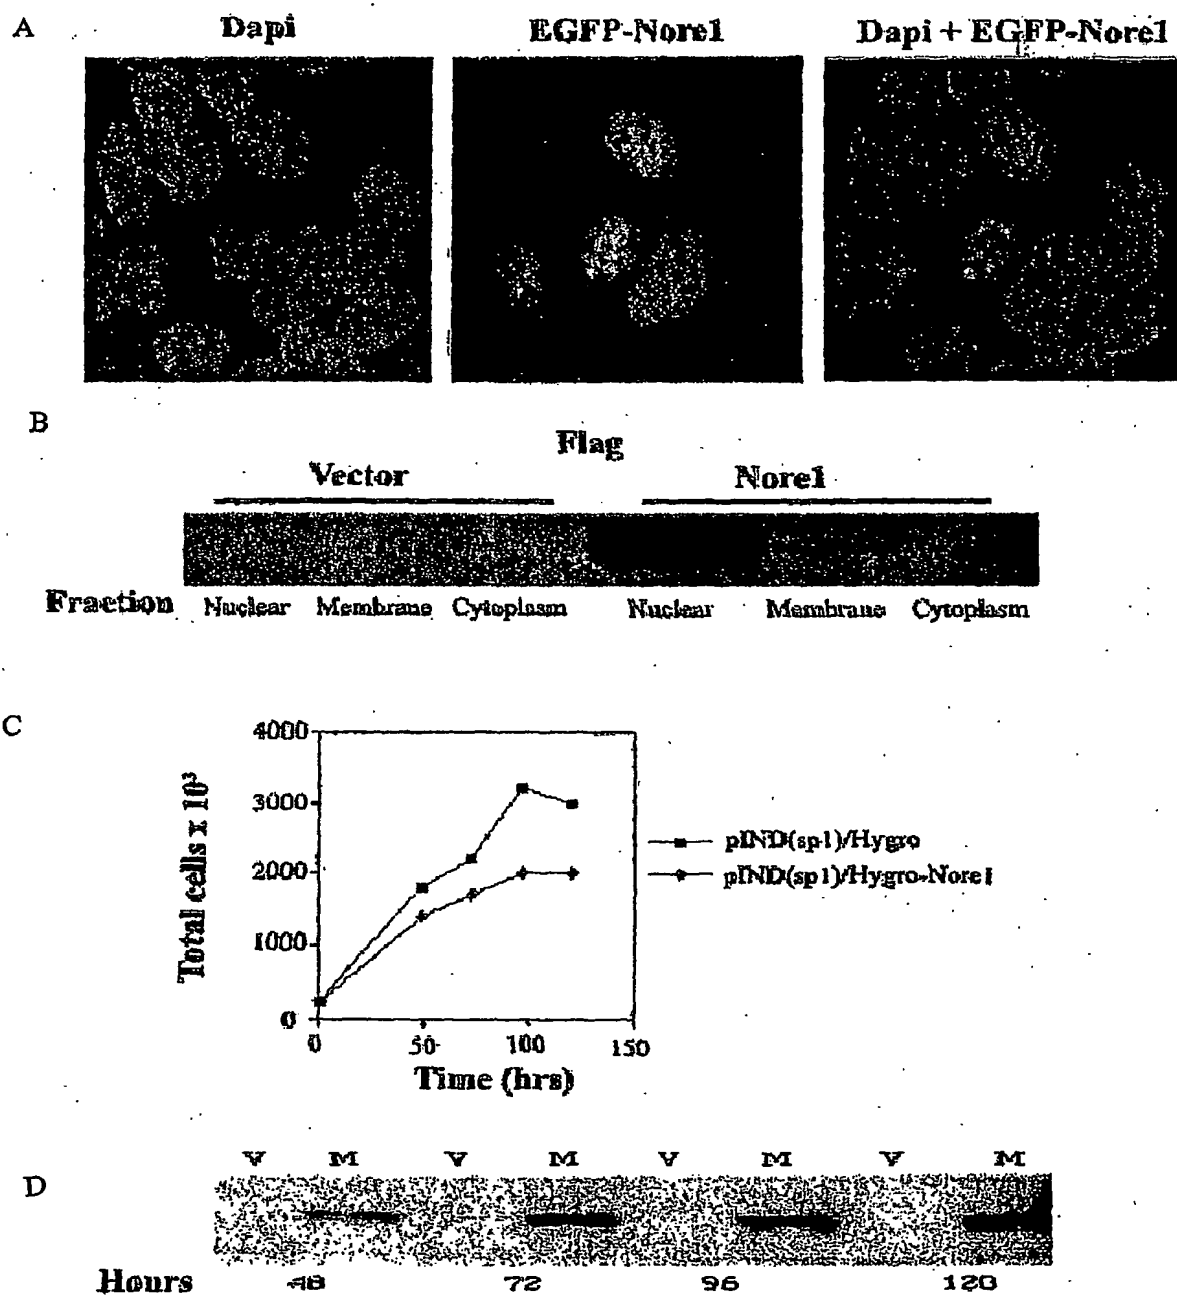 A
Dapi EGFP-Nore1 Dapi + EGFP-Nore1
B
Flag
Vector Nore1
Fraction Nuclear Membrane Cytoplasm Nuclear Membrane Cytoplasm
C
Total cells x 10³
4000
3000
2000
1000
0
0 50 100 150
Time (hrs)
pIND(sp1)/Hygro
pIND(sp1)/Hygro-Nore1
D
V M V M V M V M
Hours 48 72 96 120